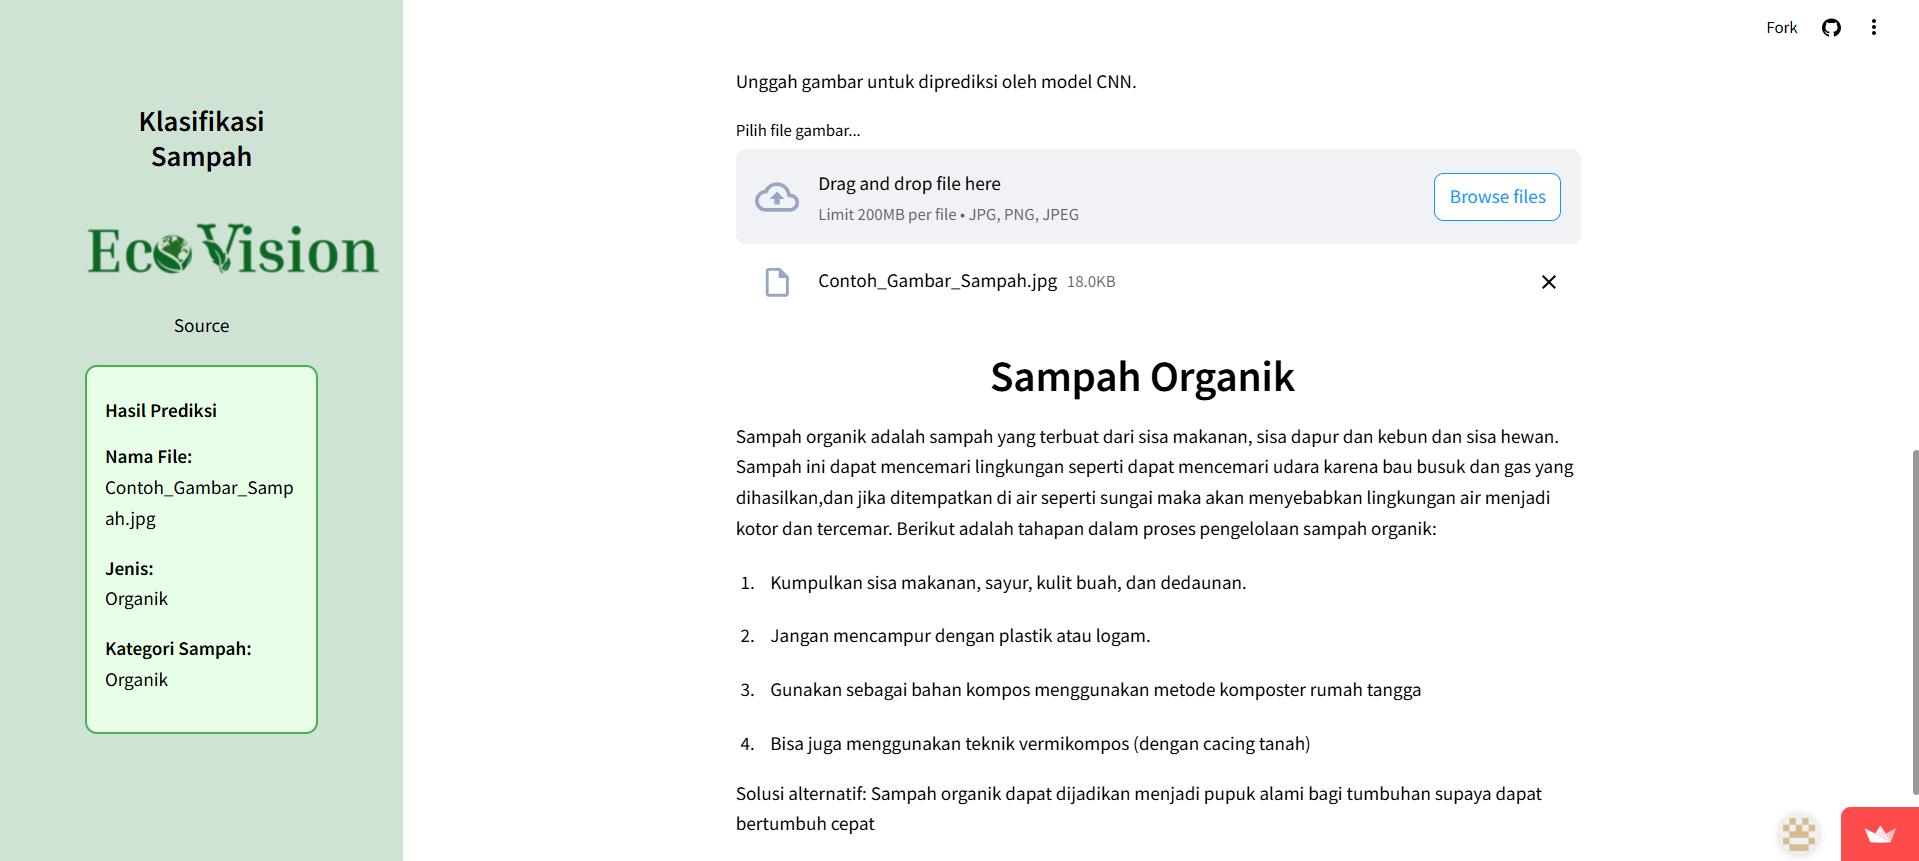 Fork
Klasifikasi
Sampah
EcoVision
Source
Hasil Prediksi
Nama File:
Contoh_Gambar_Samp
ah.jpg
Jenis:
Organik
Kategori Sampah:
Organik
Unggah gambar untuk diprediksi oleh model CNN.
Pilih file gambar...
Drag and drop file here
Limit 200MB per file • JPG, PNG, JPEG
Browse files
Contoh_Gambar_Sampah.jpg 18.0KB
Sampah Organik
Sampah organik adalah sampah yang terbuat dari sisa makanan, sisa dapur dan kebun dan sisa hewan.
Sampah ini dapat mencemari lingkungan seperti dapat mencemari udara karena bau busuk dan gas yang
dihasilkan,dan jika ditempatkan di air seperti sungai maka akan menyebabkan lingkungan air menjadi
kotor dan tercemar. Berikut adalah tahapan dalam proses pengelolaan sampah organik:
1. Kumpulkan sisa makanan, sayur, kulit buah, dan dedaunan.
2. Jangan mencampur dengan plastik atau logam.
3. Gunakan sebagai bahan kompos menggunakan metode komposter rumah tangga
4. Bisa juga menggunakan teknik vermikompos (dengan cacing tanah)
Solusi alternatif: Sampah organik dapat dijadikan menjadi pupuk alami bagi tumbuhan supaya dapat
bertumbuh cepat